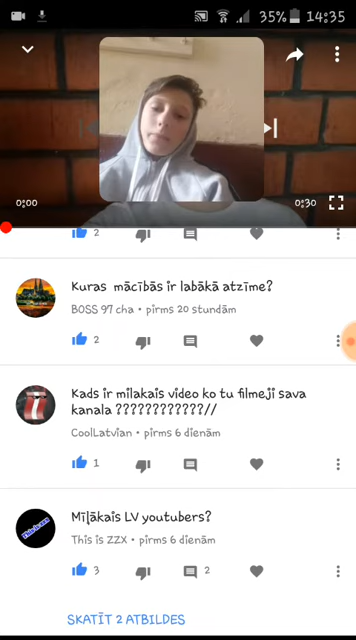 35% 14:35
0:00 0:30
2
Kuras mācībās ir labākā atzīme?
BOSS 97 cha • pirms 20 stundām
2
Kads ir milakais video ko tu filmeji sava
kanala ????????????//
CoolLatvian • pirms 6 dienām
1
Mīļākais LV youtubers?
This is ZZX • pirms 6 dienām
3 2
SKATĪT 2 ATBILDES